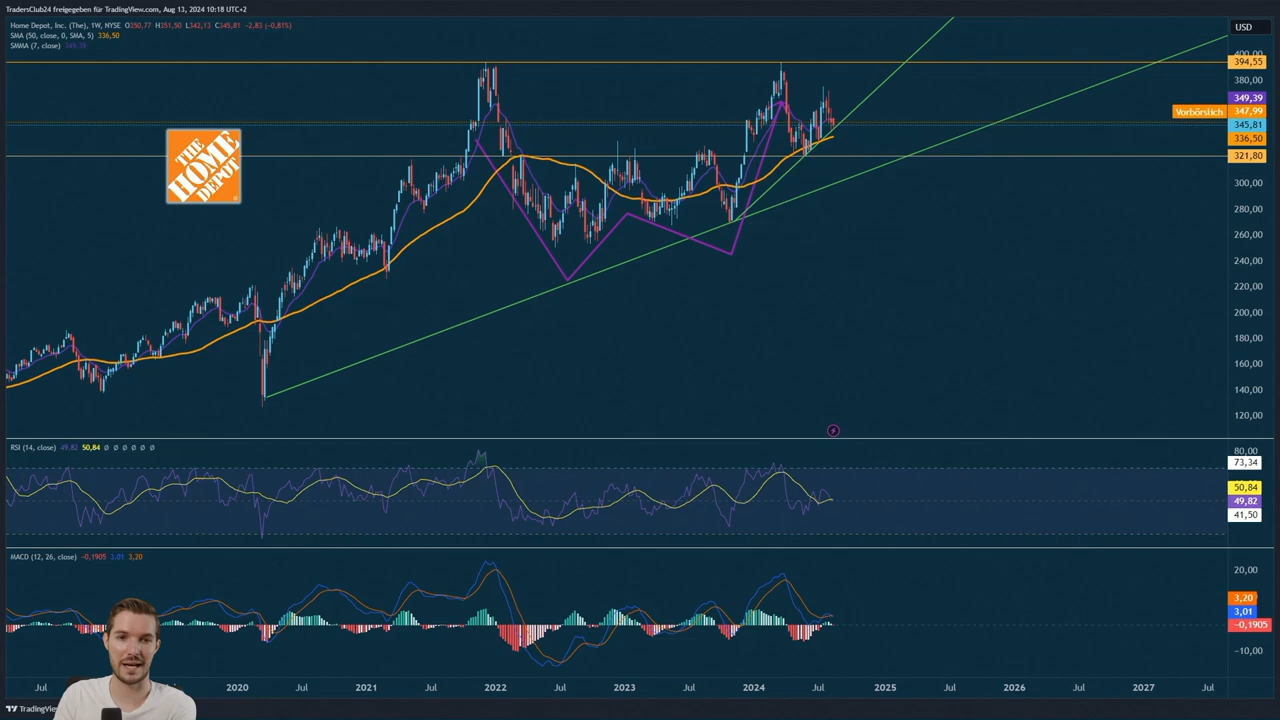 TradersClub24 freigegeben für TradingView.com, Aug 13, 2024 10:18 UTC+2
Home Depot, Inc. (The), 1W, NYSE O350,77 H351,50 L342,13 C345,81 -2,83 (-0,81%)
SMA (50, close, 0, SMA, 5) 336,50
SMMA (7, close) 349,39
USD
400,00
394,55
380,00
349,39
Vorbörslich 347,99
345,81
336,50
321,80
300,00
280,00
260,00
240,00
220,00
200,00
180,00
160,00
140,00
120,00
THE
HOME
DEPOT
RSI (14, close) 49,82 50,84 Ø Ø Ø Ø Ø Ø
80,00
73,34
50,84
49,82
41,50
MACD (12, 26, close) -0,1905 3,01 3,20
20,00
3,20
3,01
-0,1905
-10,00
Jul 2020 Jul 2021 Jul 2022 Jul 2023 Jul 2024 Jul 2025 Jul 2026 Jul 2027 Jul